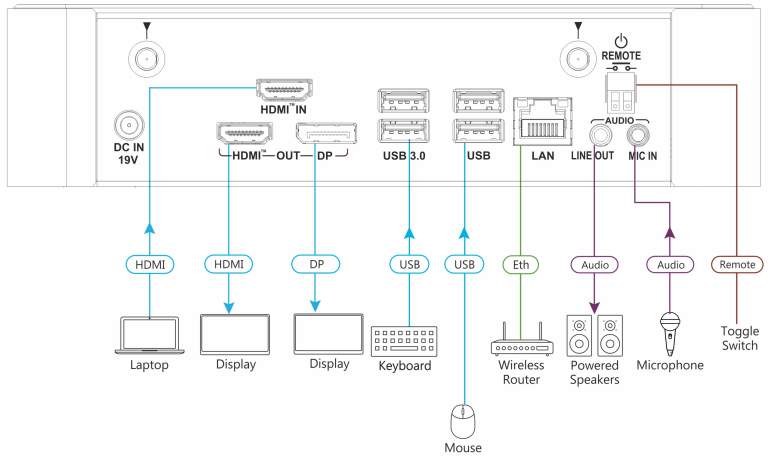 REMOTE
HDMI™IN
DC IN
19V
HDMI™ OUT DP
USB 3.0
USB
LAN
AUDIO
LINE OUT
MIC IN
HDMI
HDMI
DP
USB
USB
Eth
Audio
Audio
Remote
Laptop
Display
Display
Keyboard
Mouse
Wireless
Router
Powered
Speakers
Microphone
Toggle
Switch